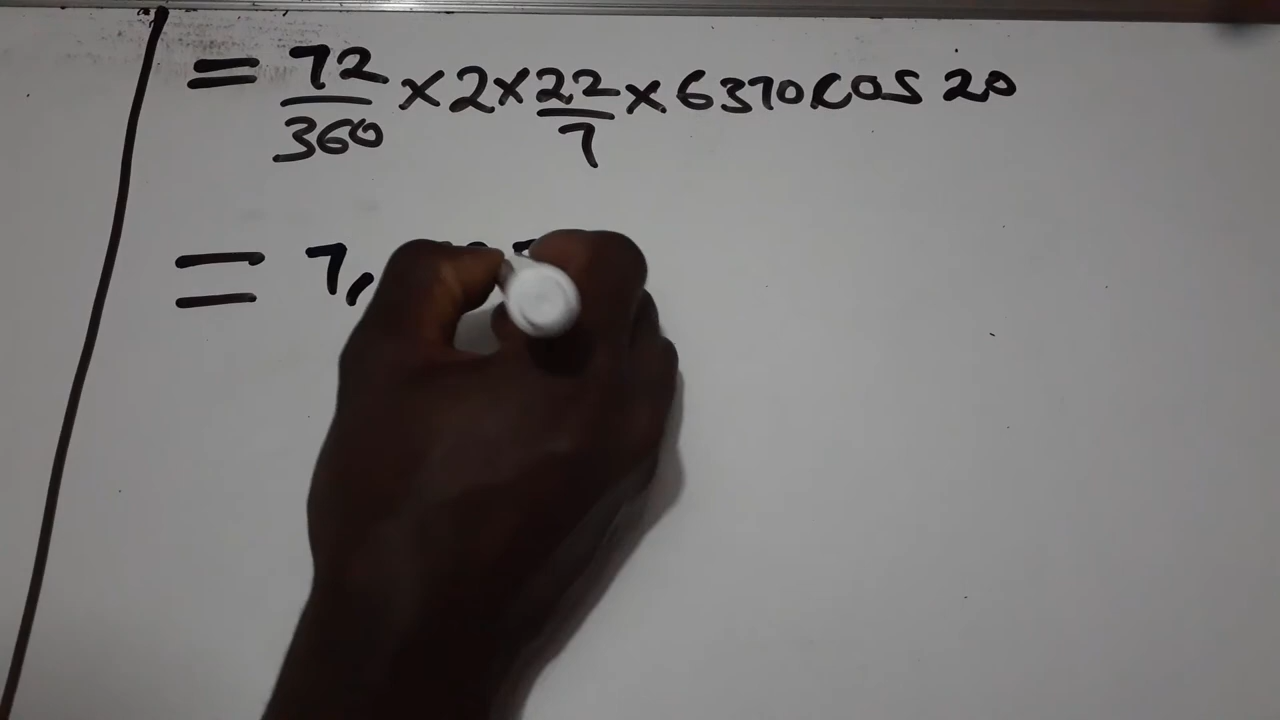 = 72/360 × 2 × 22/7 × 6370 cos 20
= 7,